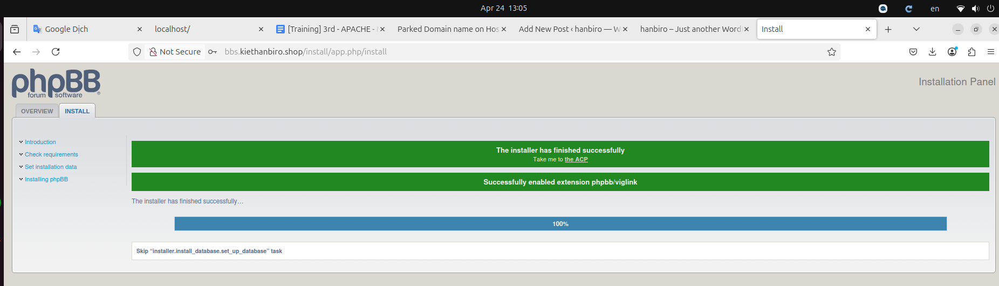 Apr 24 13:05
en
Google Dịch
localhost/
[Training] 3rd - APACHE -
Parked Domain name on Hos
Add New Post ‹ hanbiro — W
hanbiro – Just another Word
Install
Not Secure
bbs.kiethanbiro.shop/install/app.php/install
phpBB
forum software
®
Installation Panel
OVERVIEW
INSTALL
Introduction
Check requirements
Set installation data
Installing phpBB
The installer has finished successfully
Take me to the ACP
Successfully enabled extension phpbb/viglink
The installer has finished successfully…
100%
Skip “installer.install_database.set_up_database” task